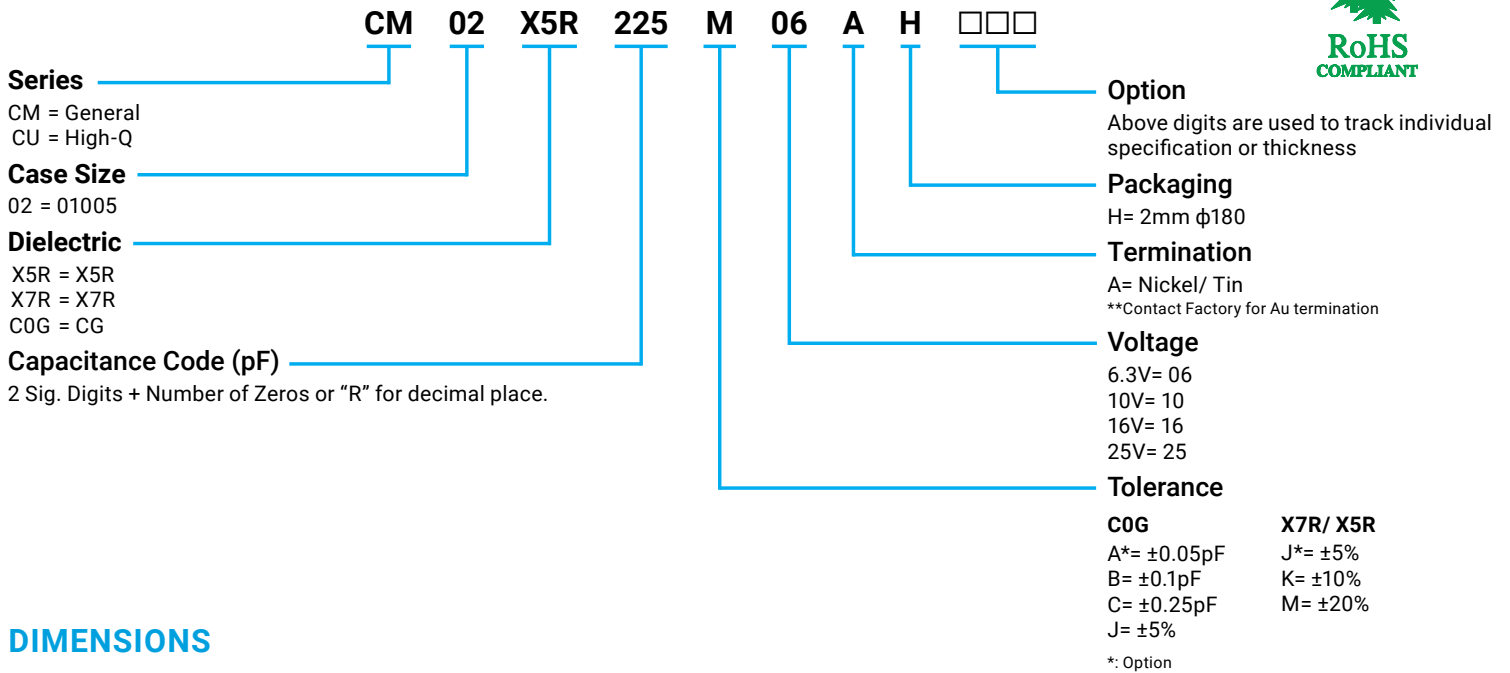 CM 02 X5R 225 M 06 A H □□□
RoHS
COMPLIANT
Series
CM = General
CU = High-Q
Case Size
02 = 01005
Dielectric
X5R = X5R
X7R = X7R
C0G = CG
Capacitance Code (pF)
2 Sig. Digits + Number of Zeros or “R” for decimal place.
Option
Above digits are used to track individual
specification or thickness
Packaging
H= 2mm ϕ180
Termination
A= Nickel/ Tin
**Contact Factory for Au termination
Voltage
6.3V= 06
10V= 10
16V= 16
25V= 25
Tolerance
C0G
A*= ±0.05pF
B= ±0.1pF
C= ±0.25pF
J= ±5%
X7R/ X5R
J*= ±5%
K= ±10%
M= ±20%
*: Option
DIMENSIONS